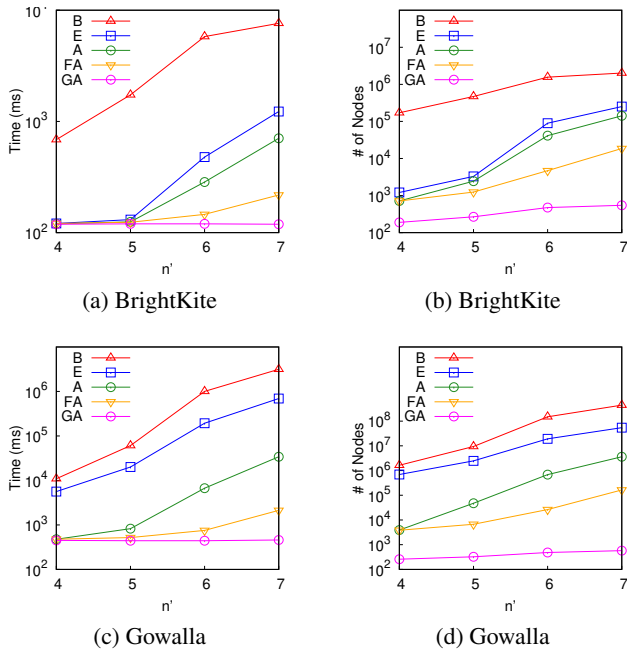 B
E
A
FA
GA
Time (ms)
10²
10³
4 5 6 7
n'
(a) BrightKite
B
E
A
FA
GA
# of Nodes
10⁷
10⁶
10⁵
10⁴
10³
10²
4 5 6 7
n'
(b) BrightKite
B
E
A
FA
GA
Time (ms)
10⁶
10⁵
10⁴
10³
10²
4 5 6 7
n'
(c) Gowalla
B
E
A
FA
GA
# of Nodes
10⁸
10⁷
10⁶
10⁵
10⁴
10³
10²
4 5 6 7
n'
(d) Gowalla